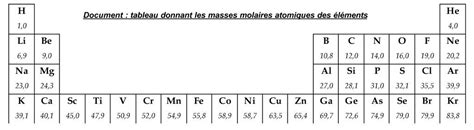 H Document : tableau donnant les masses molaires atomiques des éléments He
1,0 4,0
Li Be B C N O F Ne
6,9 9,0 10,8 12,0 14,0 16,0 19,0 20,2
Na Mg Al Si P S Cl Ar
23,0 24,3 27,0 28,1 31,0 32,1 35,5 39,9
K Ca Sc Ti V Cr Mn Fe Co Ni Cu Zn Ga Ge As Se Br Kr
39,1 40,1 45,0 47,9 50,9 52,0 54,9 55,8 58,9 58,7 63,5 65,4 69,7 72,6 74,9 79,0 79,9 83,8